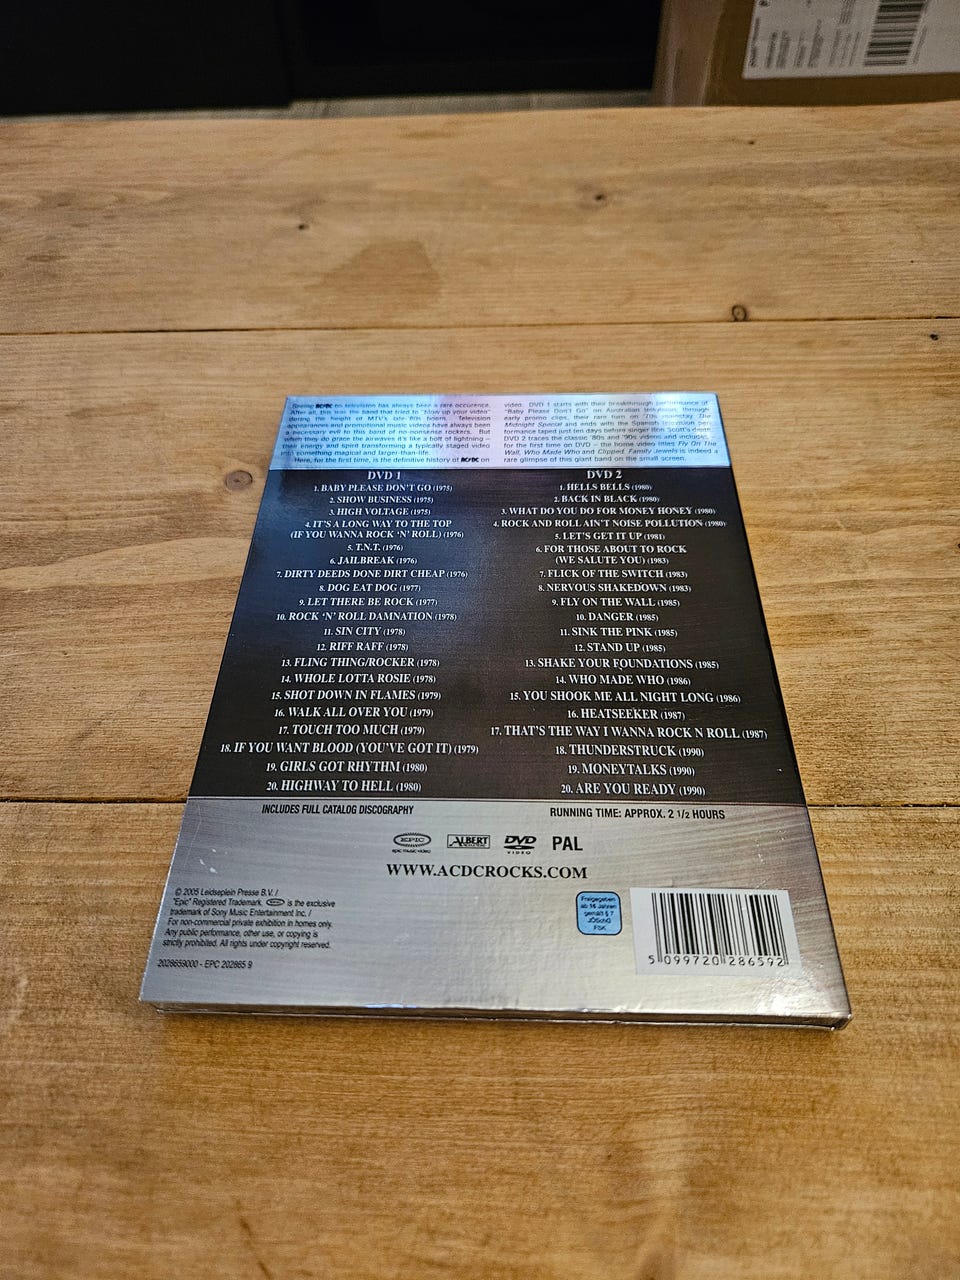 Seeing AC/DC on television has always been a rare occurence.
After all, this was the band that tried to "blow up your video"
during the height of MTV's late '80s boom. Television
appearances and promotional music videos have always been
a necessary evil to this band of no-nonsense rockers. But
when they do grace the airwaves it's like a bolt of lightning –
their energy and spirit transforming a typically staged video
into something magical and larger-than-life.
Here, for the first time, is the definitive history of AC/DC on
video. DVD 1 starts with their breakthrough performance of
"Baby Please Don't Go" on Australian television, through
early promo clips, their rare turn on '70s mainstay The
Midnight Special and ends with the Spanish television per-
formance taped just ten days before singer Bon Scott's death.
DVD 2 traces the classic '80s and '90s videos and includes,
for the first time on DVD – the home video titles Fly On The
Wall, Who Made Who and Clipped. Family Jewels is indeed a
rare glimpse of this giant band on the small screen.
DVD 1
1. BABY PLEASE DON'T GO (1975)
2. SHOW BUSINESS (1975)
3. HIGH VOLTAGE (1975)
4. IT'S A LONG WAY TO THE TOP
(IF YOU WANNA ROCK 'N' ROLL) (1976)
5. T.N.T. (1976)
6. JAILBREAK (1976)
7. DIRTY DEEDS DONE DIRT CHEAP (1976)
8. DOG EAT DOG (1977)
9. LET THERE BE ROCK (1977)
10. ROCK 'N' ROLL DAMNATION (1978)
11. SIN CITY (1978)
12. RIFF RAFF (1978)
13. FLING THING/ROCKER (1978)
14. WHOLE LOTTA ROSIE (1978)
15. SHOT DOWN IN FLAMES (1979)
16. WALK ALL OVER YOU (1979)
17. TOUCH TOO MUCH (1979)
18. IF YOU WANT BLOOD (YOU'VE GOT IT) (1979)
19. GIRLS GOT RHYTHM (1980)
20. HIGHWAY TO HELL (1980)
DVD 2
1. HELLS BELLS (1980)
2. BACK IN BLACK (1980)
3. WHAT DO YOU DO FOR MONEY HONEY (1980)
4. ROCK AND ROLL AIN'T NOISE POLLUTION (1980)
5. LET'S GET IT UP (1981)
6. FOR THOSE ABOUT TO ROCK
(WE SALUTE YOU) (1983)
7. FLICK OF THE SWITCH (1983)
8. NERVOUS SHAKEDOWN (1983)
9. FLY ON THE WALL (1985)
10. DANGER (1985)
11. SINK THE PINK (1985)
12. STAND UP (1985)
13. SHAKE YOUR FOUNDATIONS (1985)
14. WHO MADE WHO (1986)
15. YOU SHOOK ME ALL NIGHT LONG (1986)
16. HEATSEEKER (1987)
17. THAT'S THE WAY I WANNA ROCK N ROLL (1987)
18. THUNDERSTRUCK (1990)
19. MONEYTALKS (1990)
20. ARE YOU READY (1990)
INCLUDES FULL CATALOG DISCOGRAPHY
RUNNING TIME: APPROX. 2 1/2 HOURS
EPIC
epic music video
ALBERT
DVD
VIDEO
PAL
WWW.ACDCROCKS.COM
© 2005 Leidseplein Presse B.V. /
"Epic" Registered Trademark. EPIC is the exclusive
trademark of Sony Music Entertainment Inc. /
For non-commercial private exhibition in homes only.
Any public performance, other use, or copying is
strictly prohibited. All rights under copyright reserved.
2028659000 - EPC 202865 9
Freigegeben
ab 16 Jahren
gemäß § 7
JÖSchG
FSK
5 099720 286592